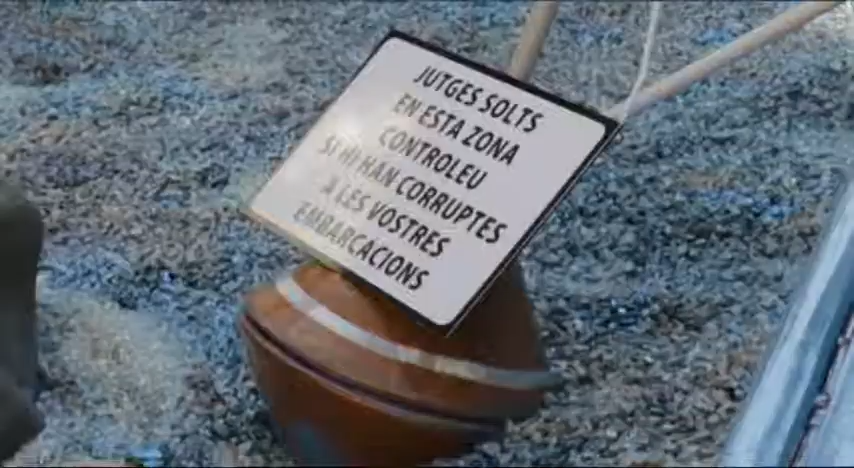 JUTGES SOLTS
EN ESTA ZONA
CONTROLEU
SI HI HAN CORRUPTES
A LES VOSTRES
EMBARCACIONS